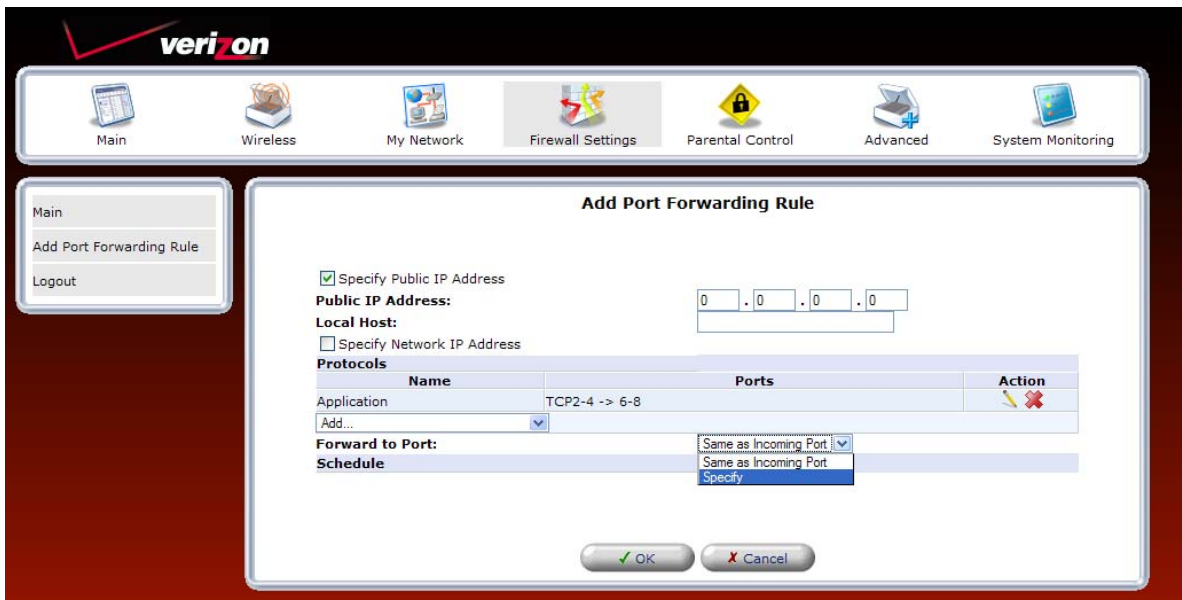 verizon
Main Wireless My Network Firewall Settings Parental Control Advanced System Monitoring
Main
Add Port Forwarding Rule
Logout
Add Port Forwarding Rule
Specify Public IP Address
Public IP Address: 0 . 0 . 0 . 0
Local Host:
Specify Network IP Address
Protocols
Name Ports Action
Application TCP2-4 -> 6-8
Add...
Forward to Port: Same as Incoming Port
Same as Incoming Port
Specify
Schedule
OK Cancel